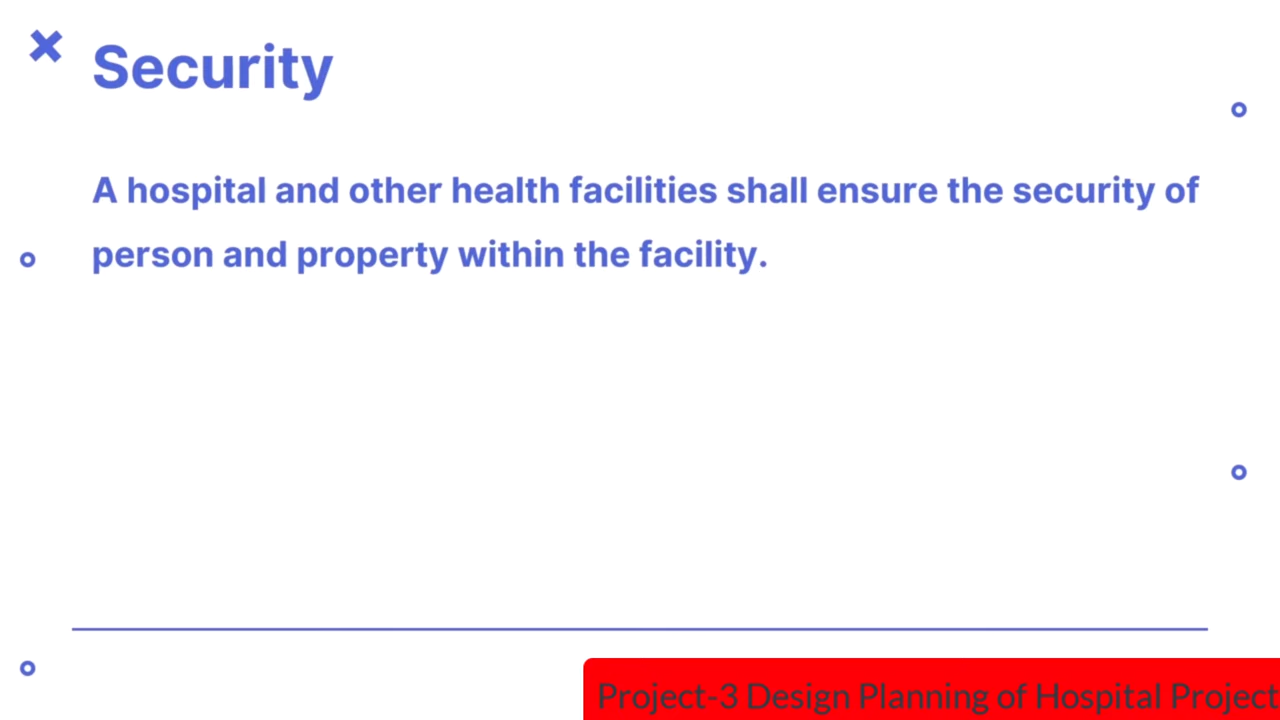 Security
A hospital and other health facilities shall ensure the security of
person and property within the facility.
Project-3 Design Planning of Hospital Project